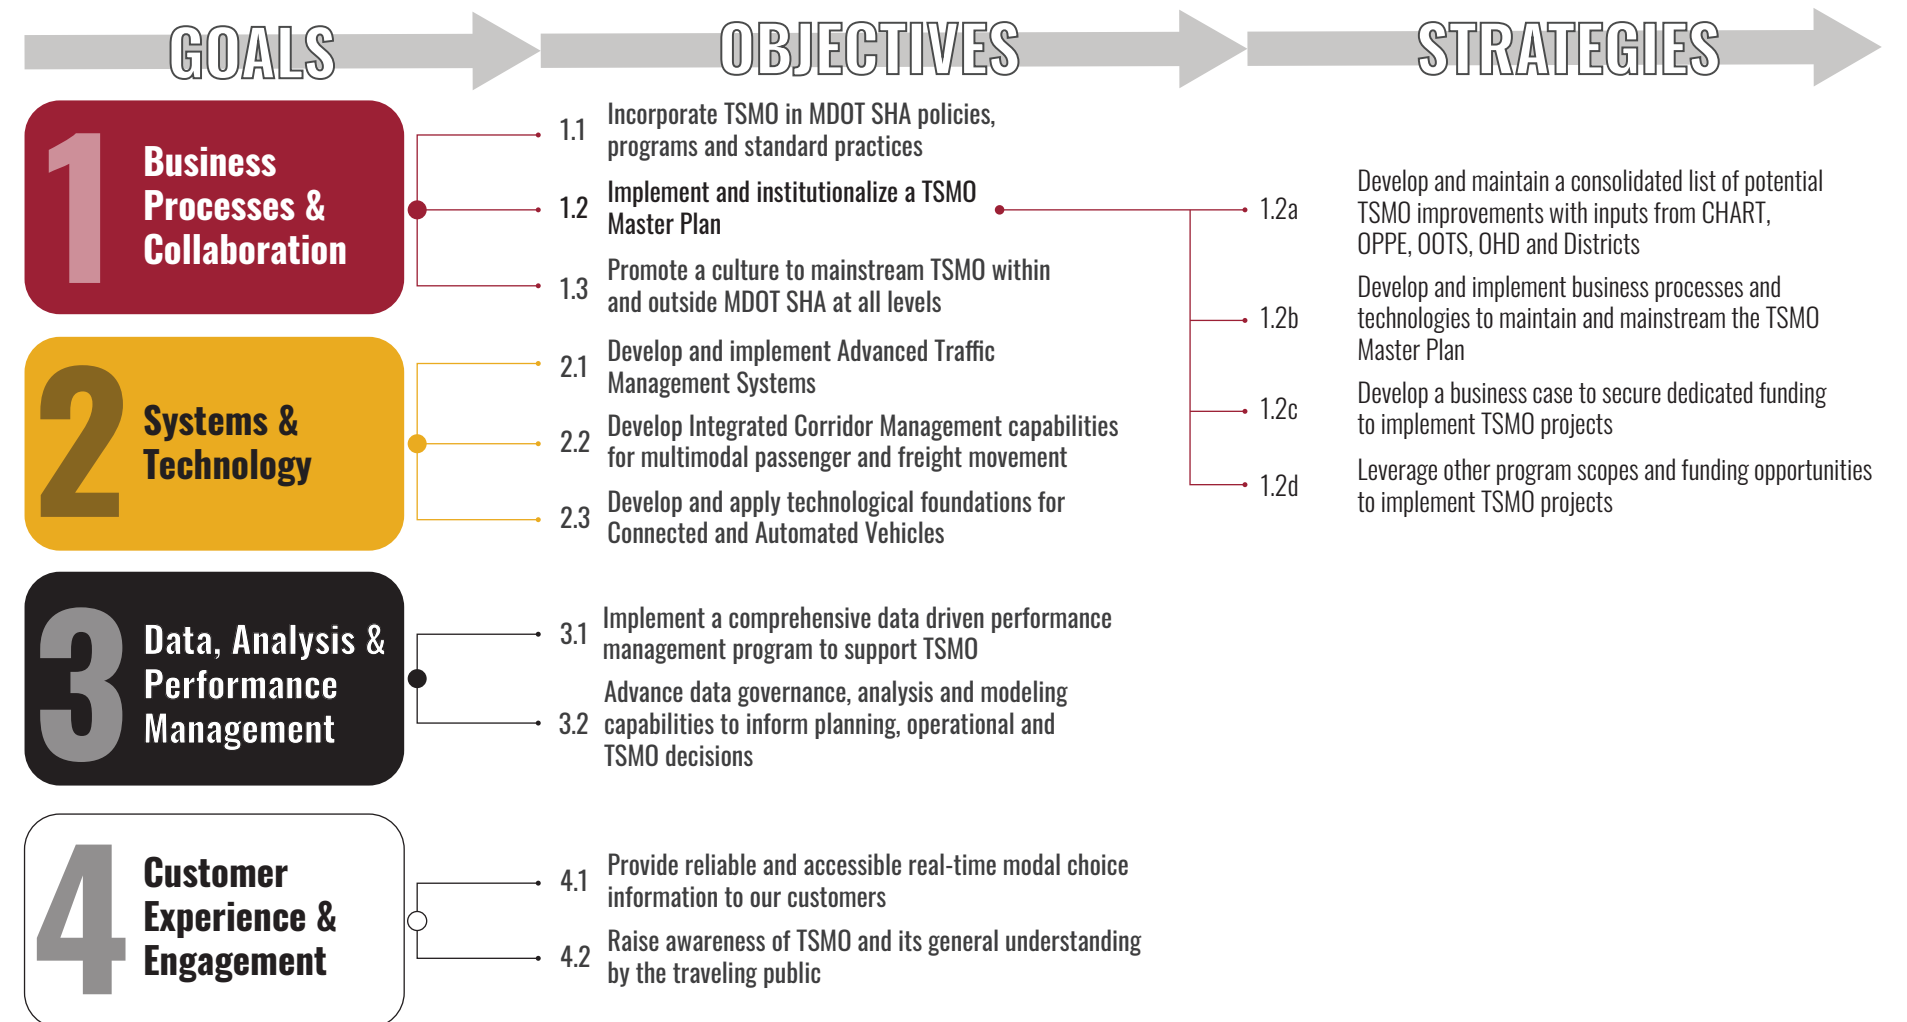 GOALS
OBJECTIVES
STRATEGIES
1
Business
Processes &
Collaboration
1.1
Incorporate TSMO in MDOT SHA policies,
programs and standard practices
1.2
Implement and institutionalize a TSMO
Master Plan
1.3
Promote a culture to mainstream TSMO within
and outside MDOT SHA at all levels
1.2a
Develop and maintain a consolidated list of potential
TSMO improvements with inputs from CHART,
OPPE, OOTS, OHD and Districts
1.2b
Develop and implement business processes and
technologies to maintain and mainstream the TSMO
Master Plan
1.2c
Develop a business case to secure dedicated funding
to implement TSMO projects
1.2d
Leverage other program scopes and funding opportunities
to implement TSMO projects
2
Systems &
Technology
2.1
Develop and implement Advanced Traffic
Management Systems
2.2
Develop Integrated Corridor Management capabilities
for multimodal passenger and freight movement
2.3
Develop and apply technological foundations for
Connected and Automated Vehicles
3
Data, Analysis &
Performance
Management
3.1
Implement a comprehensive data driven performance
management program to support TSMO
3.2
Advance data governance, analysis and modeling
capabilities to inform planning, operational and
TSMO decisions
4
Customer
Experience &
Engagement
4.1
Provide reliable and accessible real-time modal choice
information to our customers
4.2
Raise awareness of TSMO and its general understanding
by the traveling public